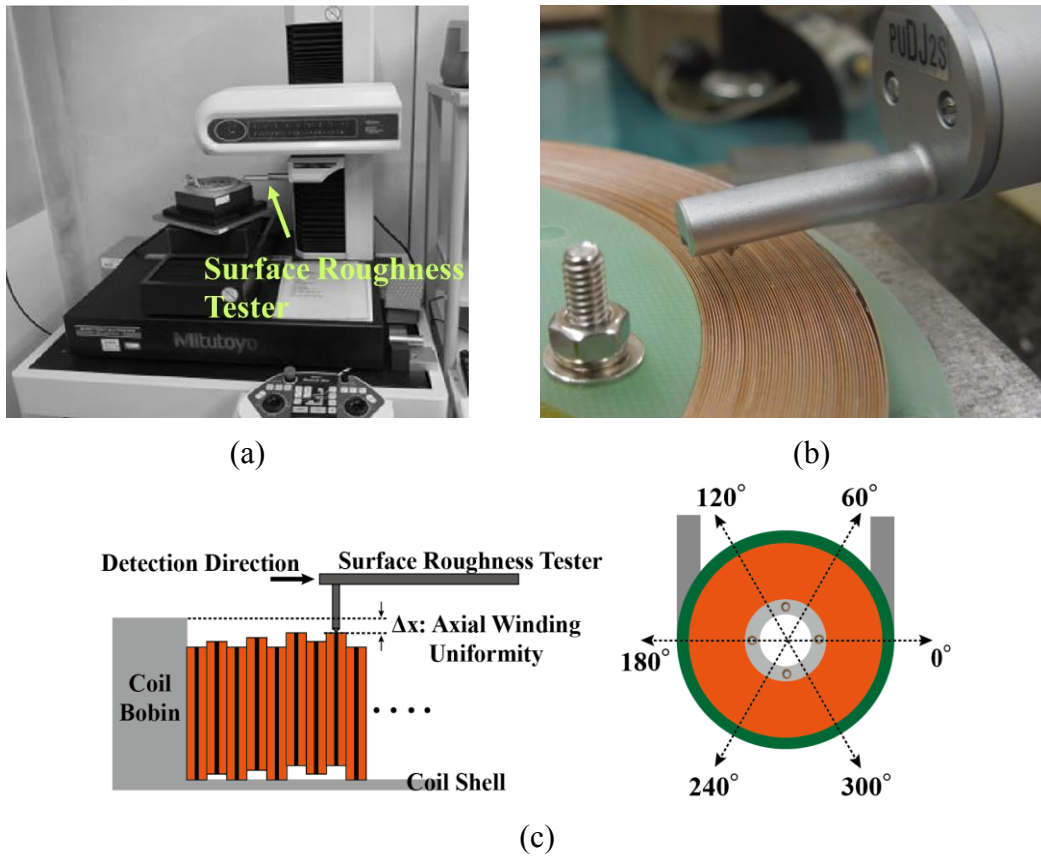 Surface Roughness
Tester
Mitutoyo
(a)
PUDJ2S
(b)
Detection Direction
Surface Roughness Tester
Δx: Axial Winding
Uniformity
Coil
Bobin
Coil Shell
120°
60°
180°
0°
240°
300°
(c)